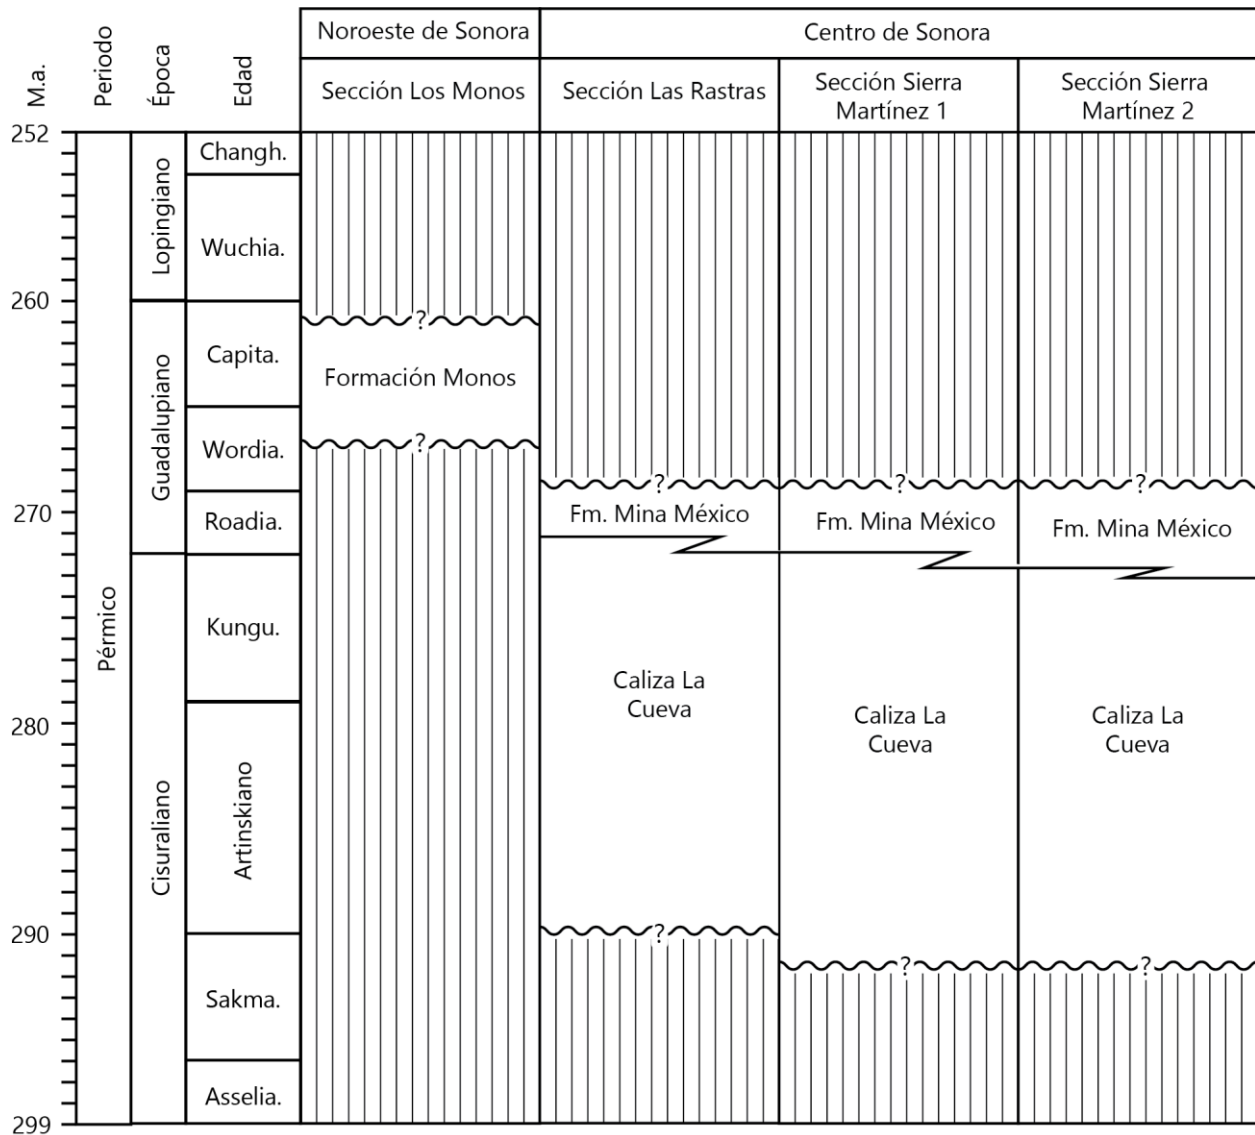 Noroeste de Sonora
Centro de Sonora
M.a.
Periodo
Época
Edad
Sección Los Monos
Sección Las Rastras
Sección Sierra
Martínez 1
Sección Sierra
Martínez 2
252
260
270
280
290
299
Pérmico
Lopingiano
Guadalupiano
Cisuraliano
Changh.
Wuchia.
Capita.
Wordia.
Roadia.
Kungu.
Artinskiano
Sakma.
Asselia.
?
Formación Monos
?
?
Fm. Mina México
Caliza La
Cueva
?
?
Fm. Mina México
Caliza La
Cueva
?
?
Fm. Mina México
Caliza La
Cueva
?